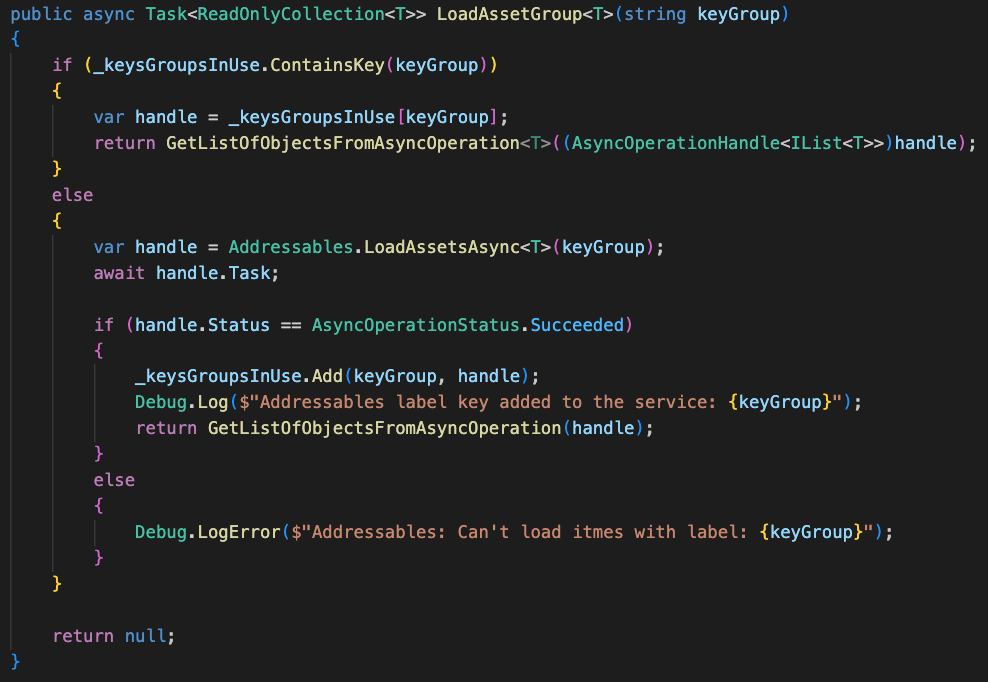 public async Task<ReadOnlyCollection<T>> LoadAssetGroup<T>(string keyGroup)
{
    if (_keysGroupsInUse.ContainsKey(keyGroup))
    {
        var handle = _keysGroupsInUse[keyGroup];
        return GetListOfObjectsFromAsyncOperation<T>((AsyncOperationHandle<IList<T>>)handle);
    }
    else
    {
        var handle = Addressables.LoadAssetsAsync<T>(keyGroup);
        await handle.Task;

        if (handle.Status == AsyncOperationStatus.Succeeded)
        {
            _keysGroupsInUse.Add(keyGroup, handle);
            Debug.Log($"Addressables label key added to the service: {keyGroup}");
            return GetListOfObjectsFromAsyncOperation(handle);
        }
        else
        {
            Debug.LogError($"Addressables: Can't load itmes with label: {keyGroup}");
        }
    }

    return null;
}